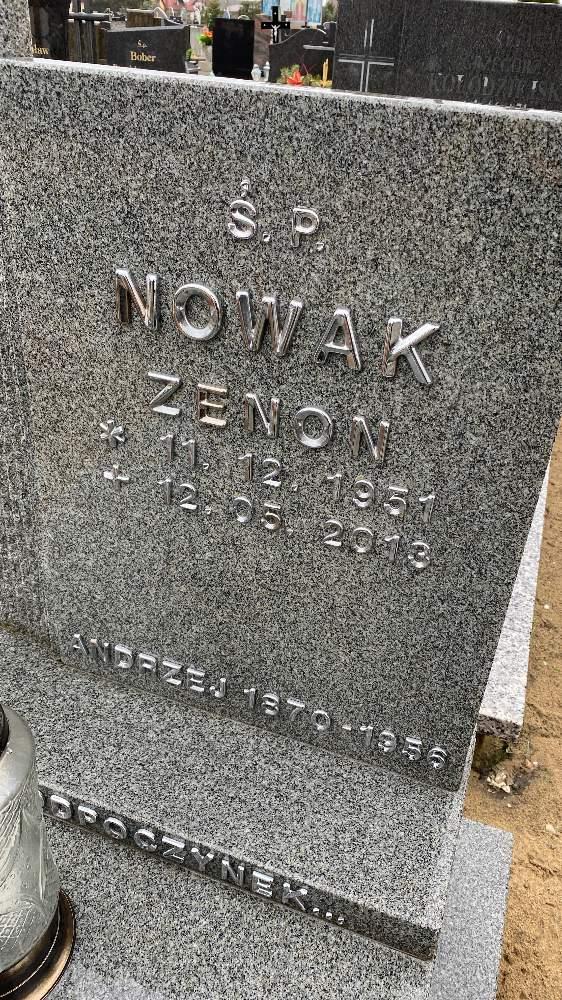 Ś.P.
Bober
Ś. P.
NOWAK
ZENON
* 11. 12. 1951
+ 12. 05. 2013
ANDRZEJ 1870-1956
ODPOCZYNEK...